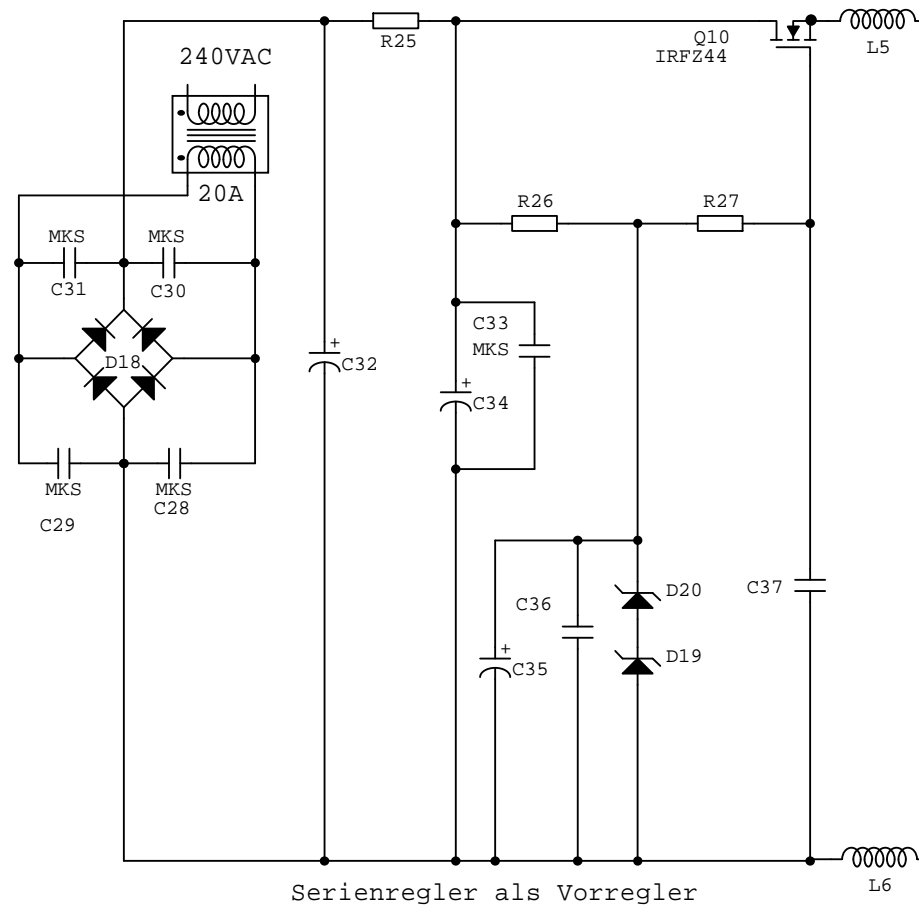 R25
Q10
IRFZ44
L5
240VAC
20A
R26
R27
MKS
MKS
C31
C30
C33
MKS
D18
C32
+
+
C34
MKS
MKS
C29
C28
C36
D20
C37
+
C35
D19
L6
Serienregler als Vorregler